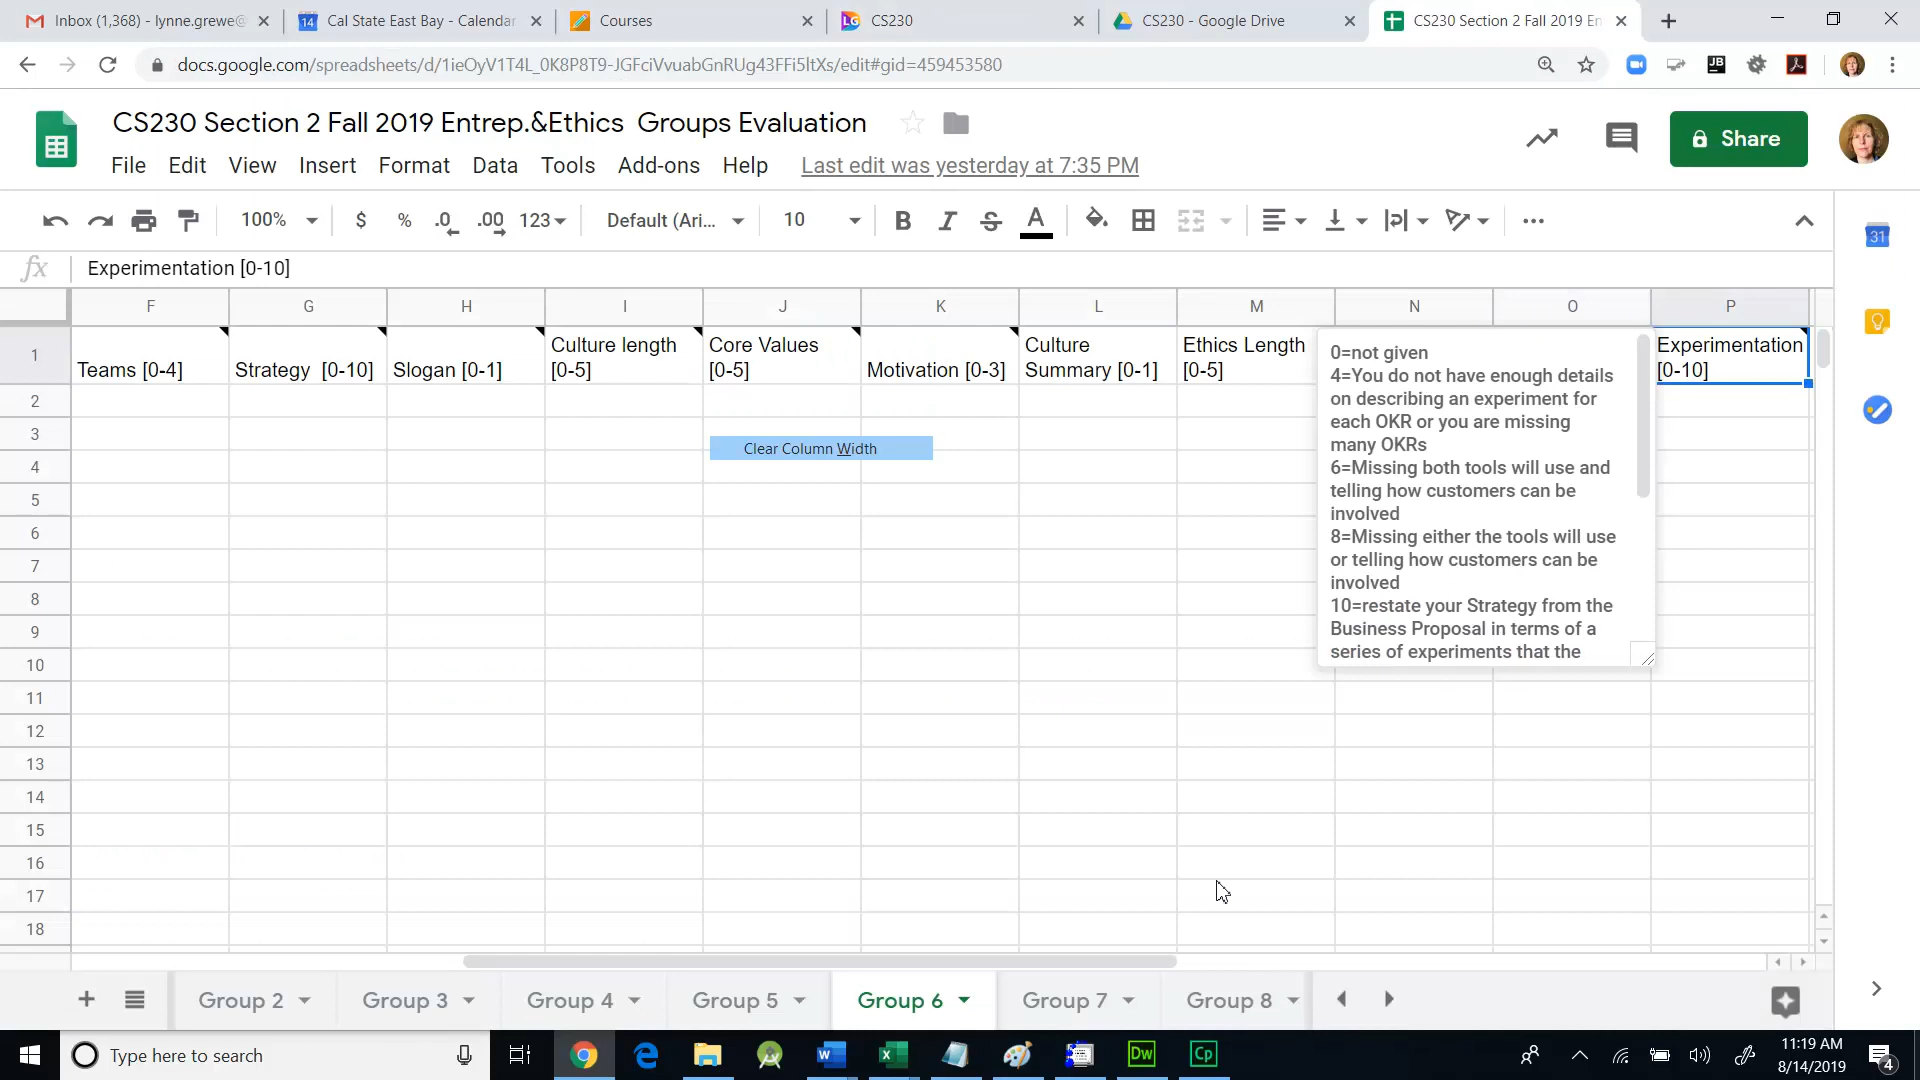 Inbox (1,368) - lynne.grewe@
Cal State East Bay - Calendar
Courses
CS230
CS230 - Google Drive
CS230 Section 2 Fall 2019 En
docs.google.com/spreadsheets/d/1ieOyV1T4L_0K8P8T9-JGFciVvuabGnRUg43FFi5ltXs/edit#gid=459453580
CS230 Section 2 Fall 2019 Entrep.&Ethics  Groups Evaluation
Share
File Edit View Insert Format Data Tools Add-ons Help Last edit was yesterday at 7:35 PM
100% $ % .0 .00 123 Default (Ari... 10 B I S A
fx Experimentation [0-10]
F G H I J K L M N O P
1
Teams [0-4]
Strategy  [0-10]
Slogan [0-1]
Culture length
[0-5]
Core Values
[0-5]
Motivation [0-3]
Culture
Summary [0-1]
Ethics Length
[0-5]
Experimentation
[0-10]
0=not given
4=You do not have enough details
on describing an experiment for
each OKR or you are missing
many OKRs
6=Missing both tools will use and
telling how customers can be
involved
8=Missing either the tools will use
or telling how customers can be
involved
10=restate your Strategy from the
Business Proposal in terms of a
series of experiments that the
Clear Column Width
2
3
4
5
6
7
8
9
10
11
12
13
14
15
16
17
18
31
Group 2
Group 3
Group 4
Group 5
Group 6
Group 7
Group 8
Type here to search
11:19 AM
8/14/2019
4
JB
14
LG
Dw
Cp